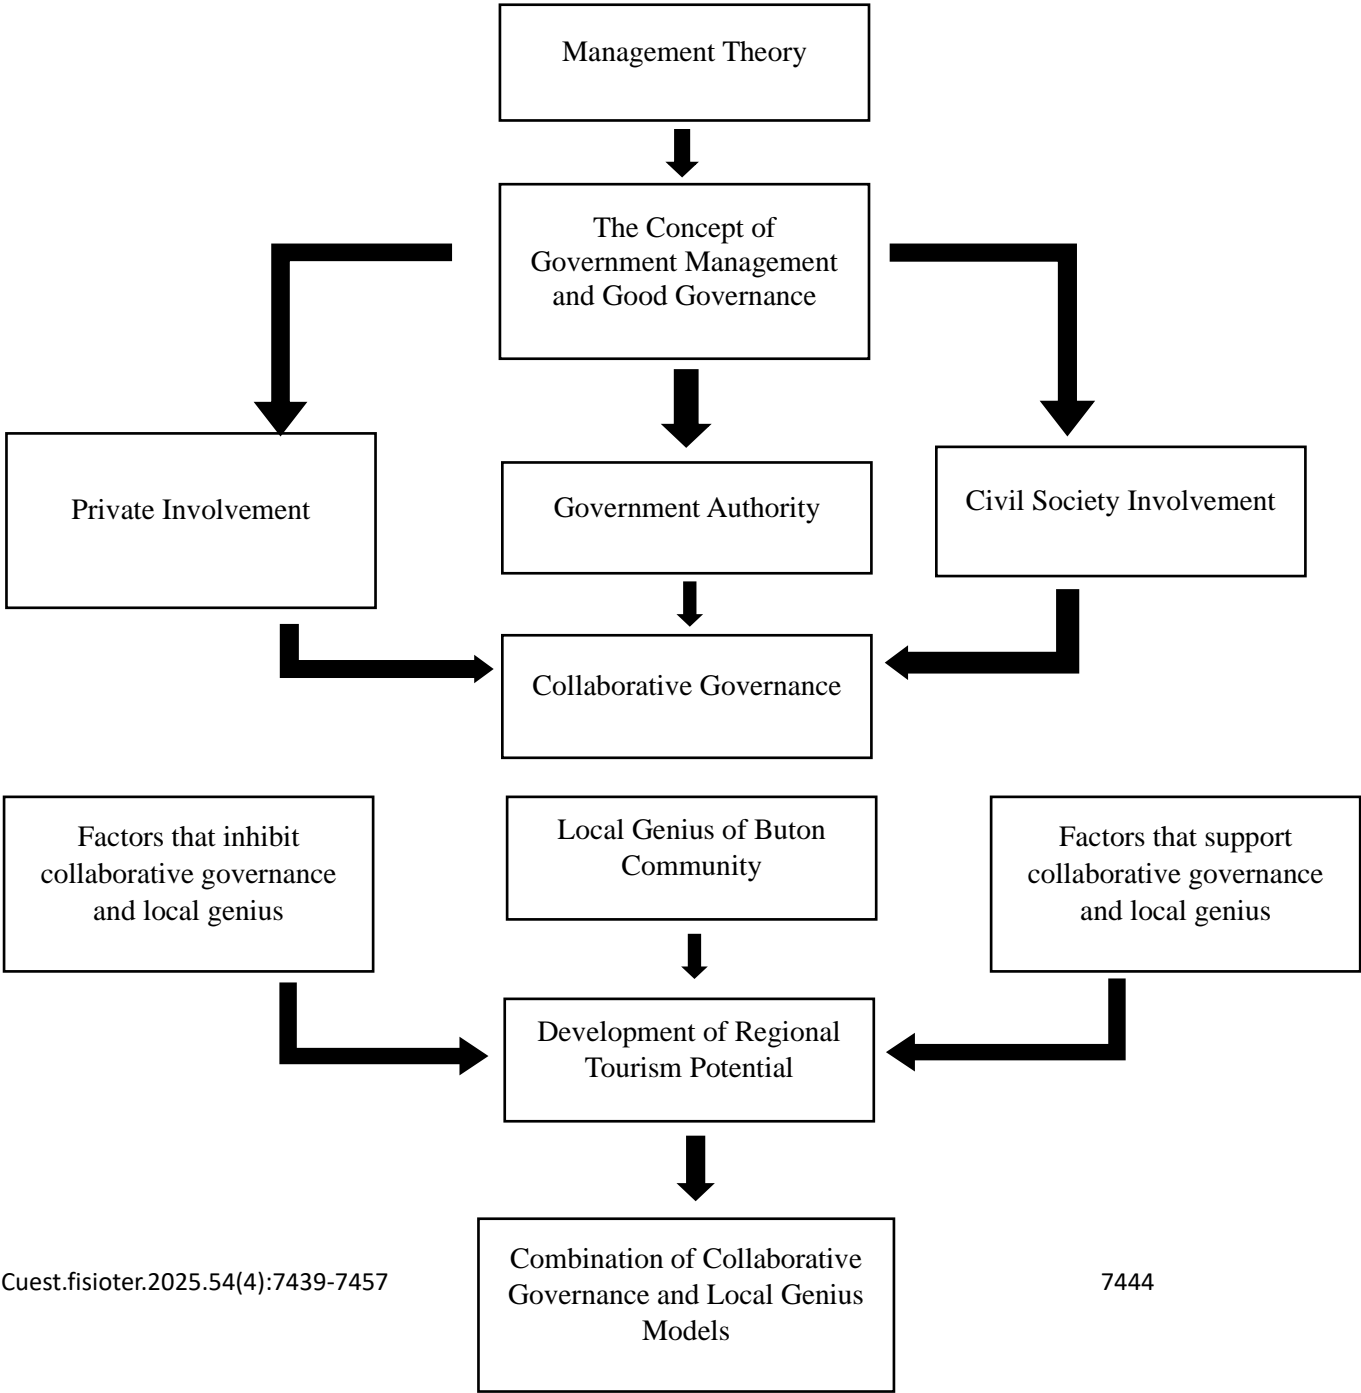 Management Theory
The Concept of
Government Management
and Good Governance
Private Involvement
Government Authority
Civil Society Involvement
Collaborative Governance
Factors that inhibit
collaborative governance
and local genius
Local Genius of Buton
Community
Factors that support
collaborative governance
and local genius
Development of Regional
Tourism Potential
Combination of Collaborative
Governance and Local Genius
Models
Cuest.fisioter.2025.54(4):7439-7457
7444